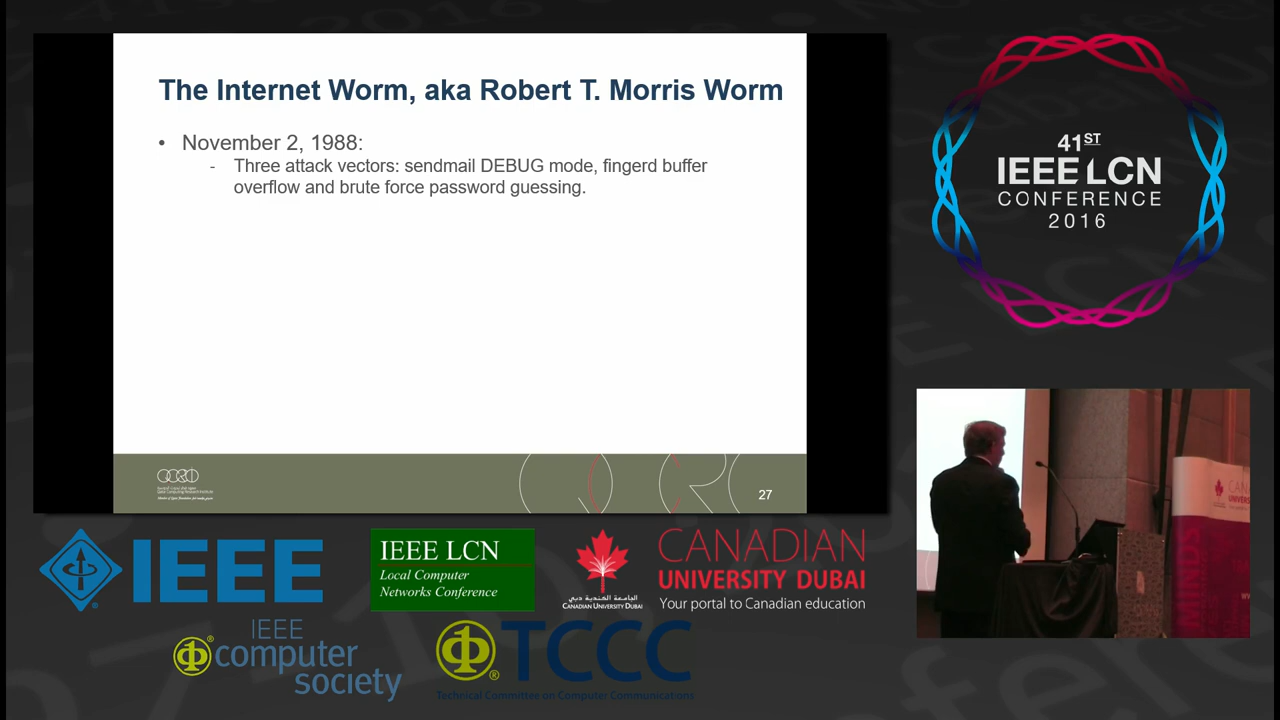 The Internet Worm, aka Robert T. Morris Worm
• November 2, 1988:
- Three attack vectors: sendmail DEBUG mode, fingerd buffer
overflow and brute force password guessing.
27
41ST
IEEE LCN
CONFERENCE
2016
IEEE
IEEE LCN
Local Computer
Networks Conference
الجامعة الكندية دبي
CANADIAN UNIVERSITY DUBAI
CANADIAN
UNIVERSITY DUBAI
Your portal to Canadian education
IEEE
computer
society
TCCC
Technical Committee on Computer Communications